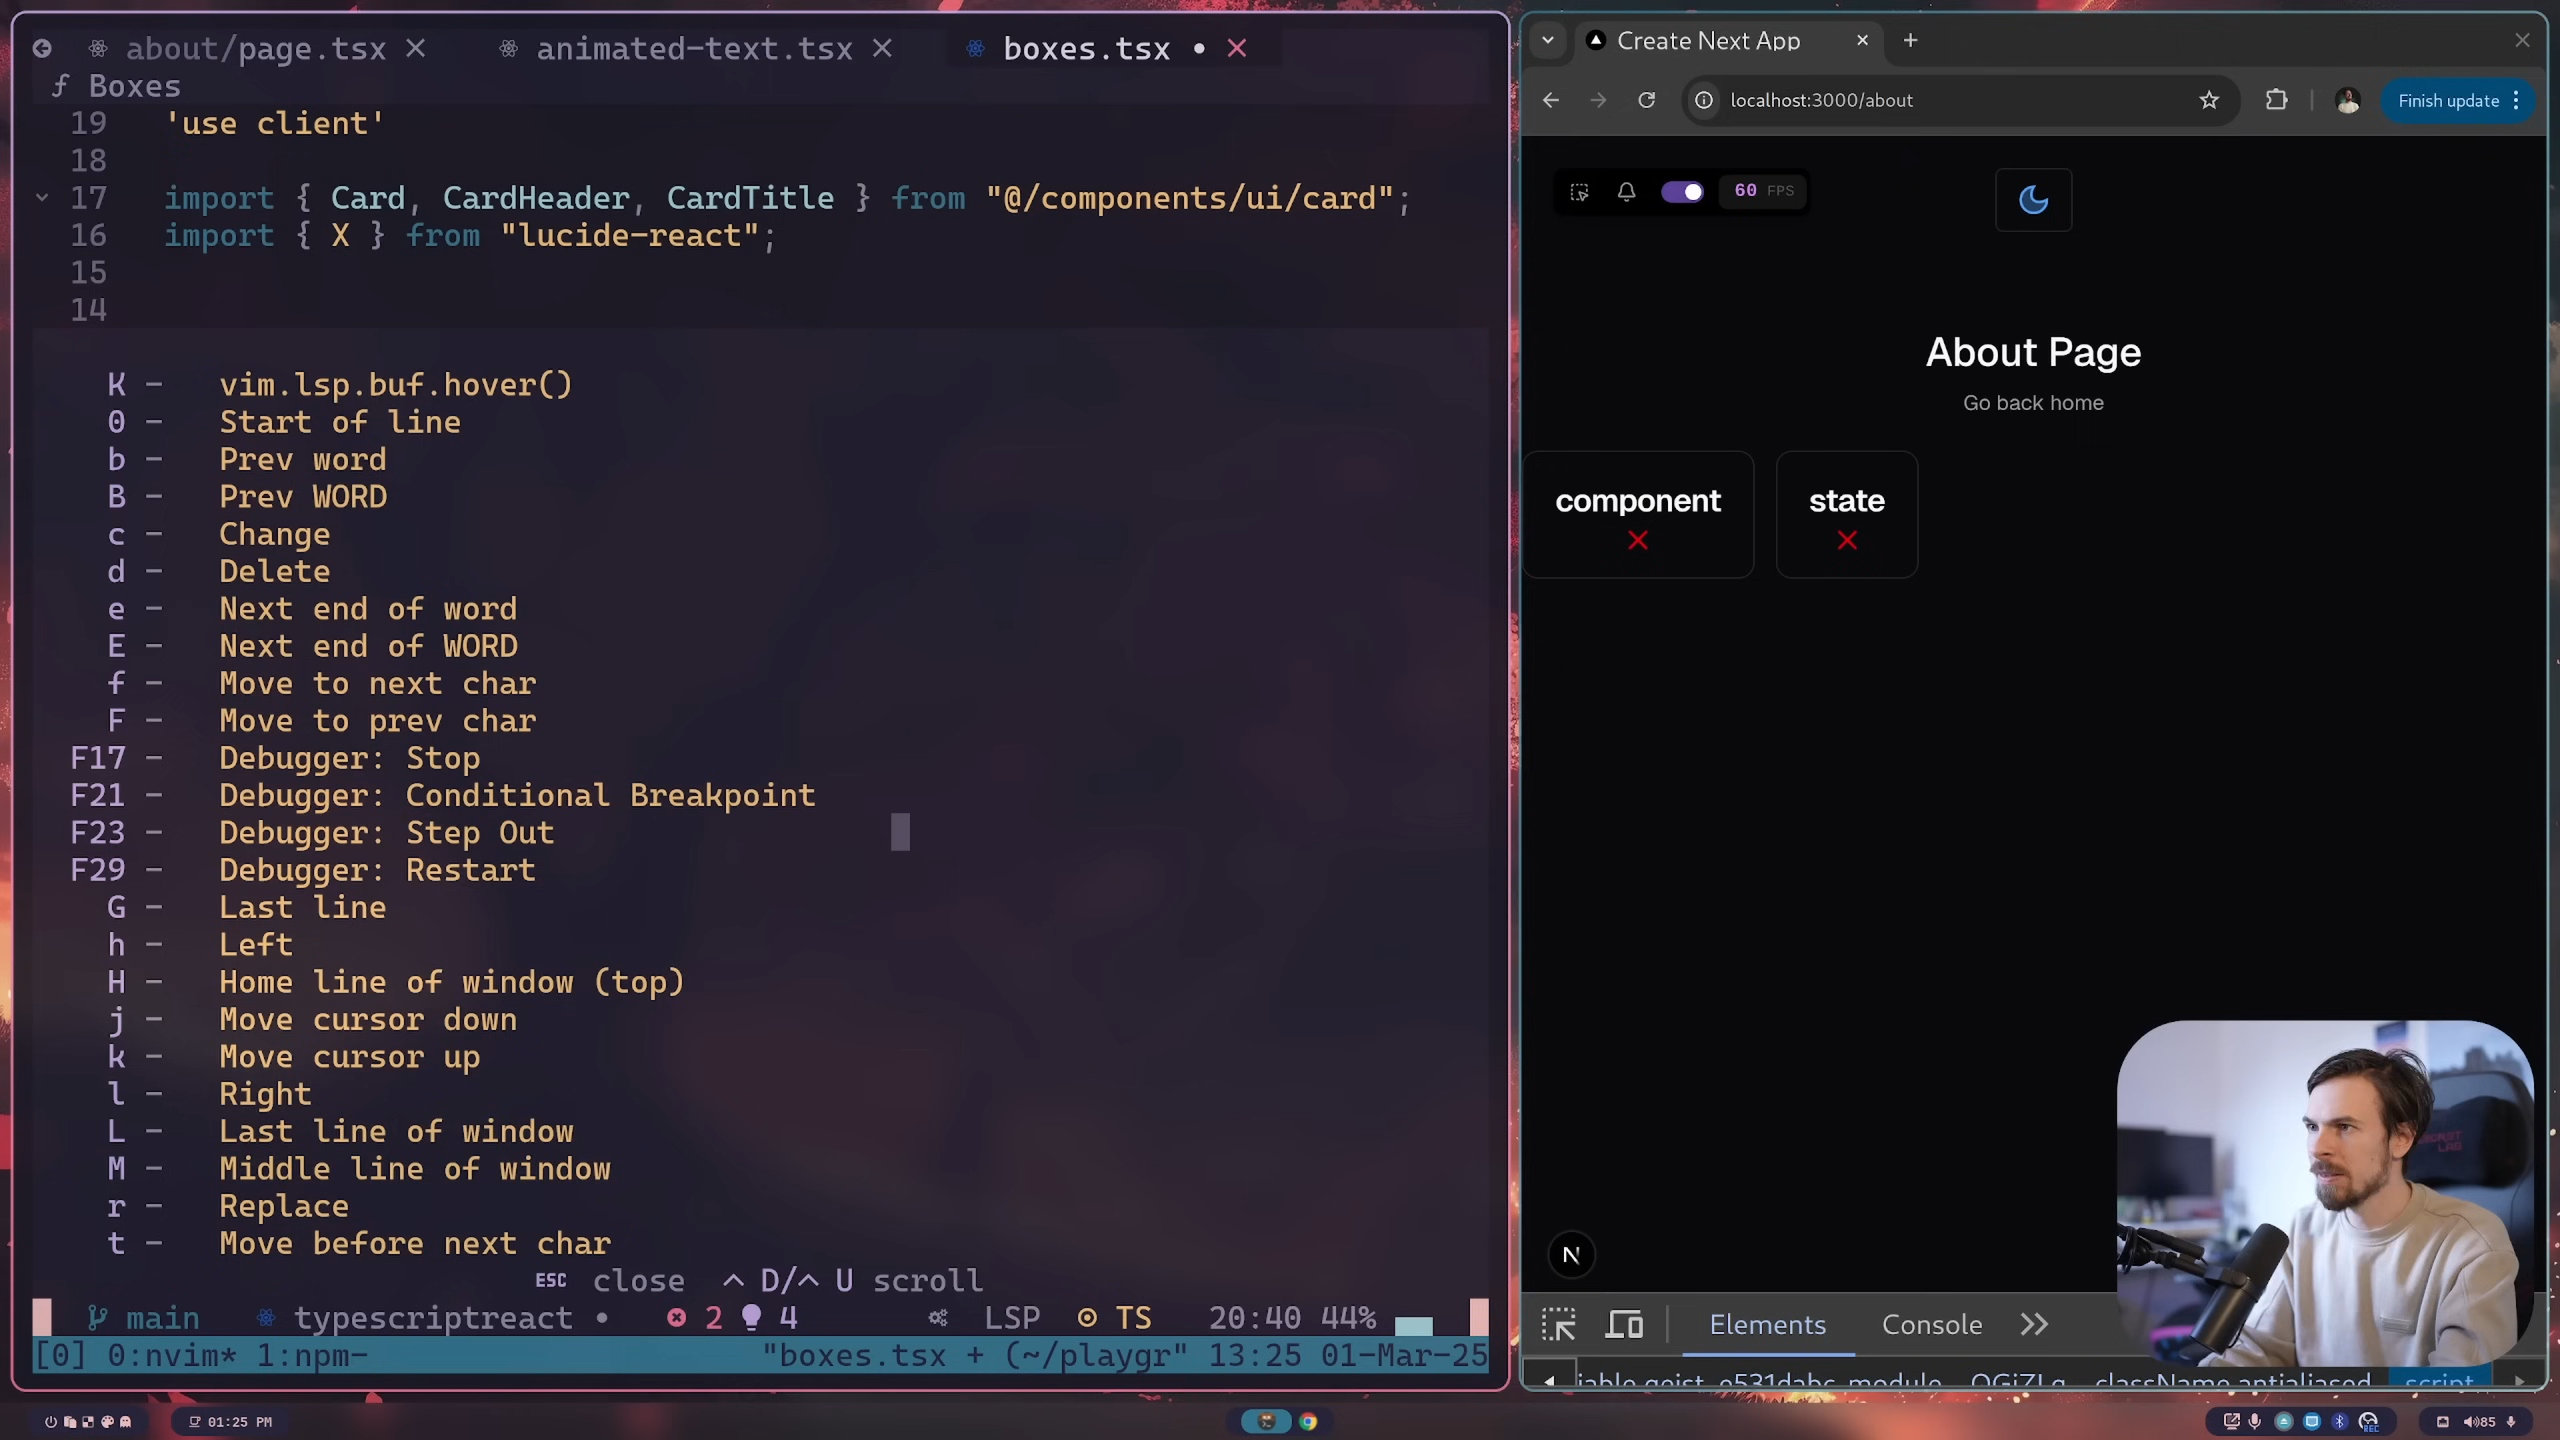 about/page.tsx
animated-text.tsx
boxes.tsx
ƒ Boxes
19 'use client'
18
17 import { Card, CardHeader, CardTitle } from "@/components/ui/card";
16 import { X } from "lucide-react";
15
14
K – vim.lsp.buf.hover()
0 – Start of line
b – Prev word
B – Prev WORD
c – Change
d – Delete
e – Next end of word
E – Next end of WORD
f – Move to next char
F – Move to prev char
F17 – Debugger: Stop
F21 – Debugger: Conditional Breakpoint
F23 – Debugger: Step Out
F29 – Debugger: Restart
G – Last line
h – Left
H – Home line of window (top)
j – Move cursor down
k – Move cursor up
l – Right
L – Last line of window
M – Middle line of window
r – Replace
t – Move before next char
ESC close ^ D/^ U scroll
main typescriptreact • 2 4 LSP TS 20:40 44%
[0] 0:nvim* 1:npm- "boxes.tsx + (~/playgr" 13:25 01-Mar-25
Create Next App
localhost:3000/about
Finish update
60 FPS
About Page
Go back home
component
state
N
Elements Console
className antialiased script
01:25 PM
85